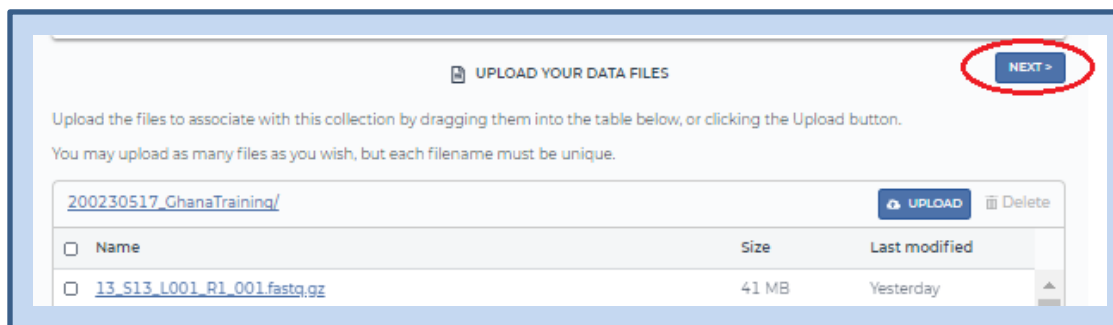 UPLOAD YOUR DATA FILES
NEXT >
Upload the files to associate with this collection by dragging them into the table below, or clicking the Upload button.
You may upload as many files as you wish, but each filename must be unique.
200230517_GhanaTraining/ UPLOAD Delete
Name Size Last modified
13_S13_L001_R1_001.fastq.gz 41 MB Yesterday